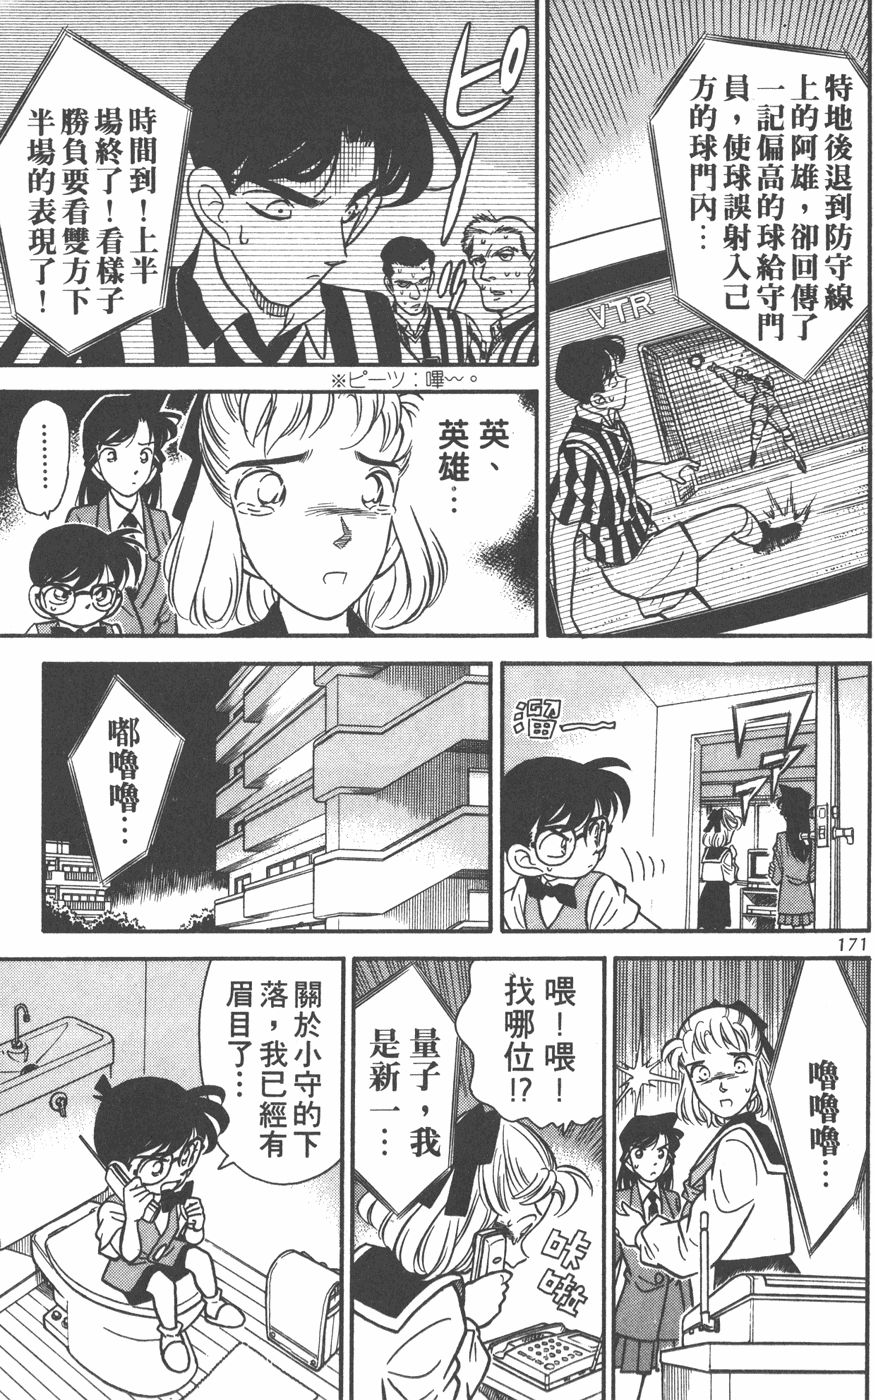 特地後退到防守線
上的阿雄，卻回傳了
一記偏高的球給守門
員，使球誤射入己
方的球門內…
VTR
ピーッ
時間到！上半
場終了！看樣子
勝負要看雙方下
半場的表現了！
※ピーツ：嗶～。
英、
英雄…
………
溜—
嘟嚕嚕…
171
嚕嚕嚕…
喂！喂！
找哪位！？
咔啦
量子，我
是新一…
關於小守的下
落，我已經有
眉目了…